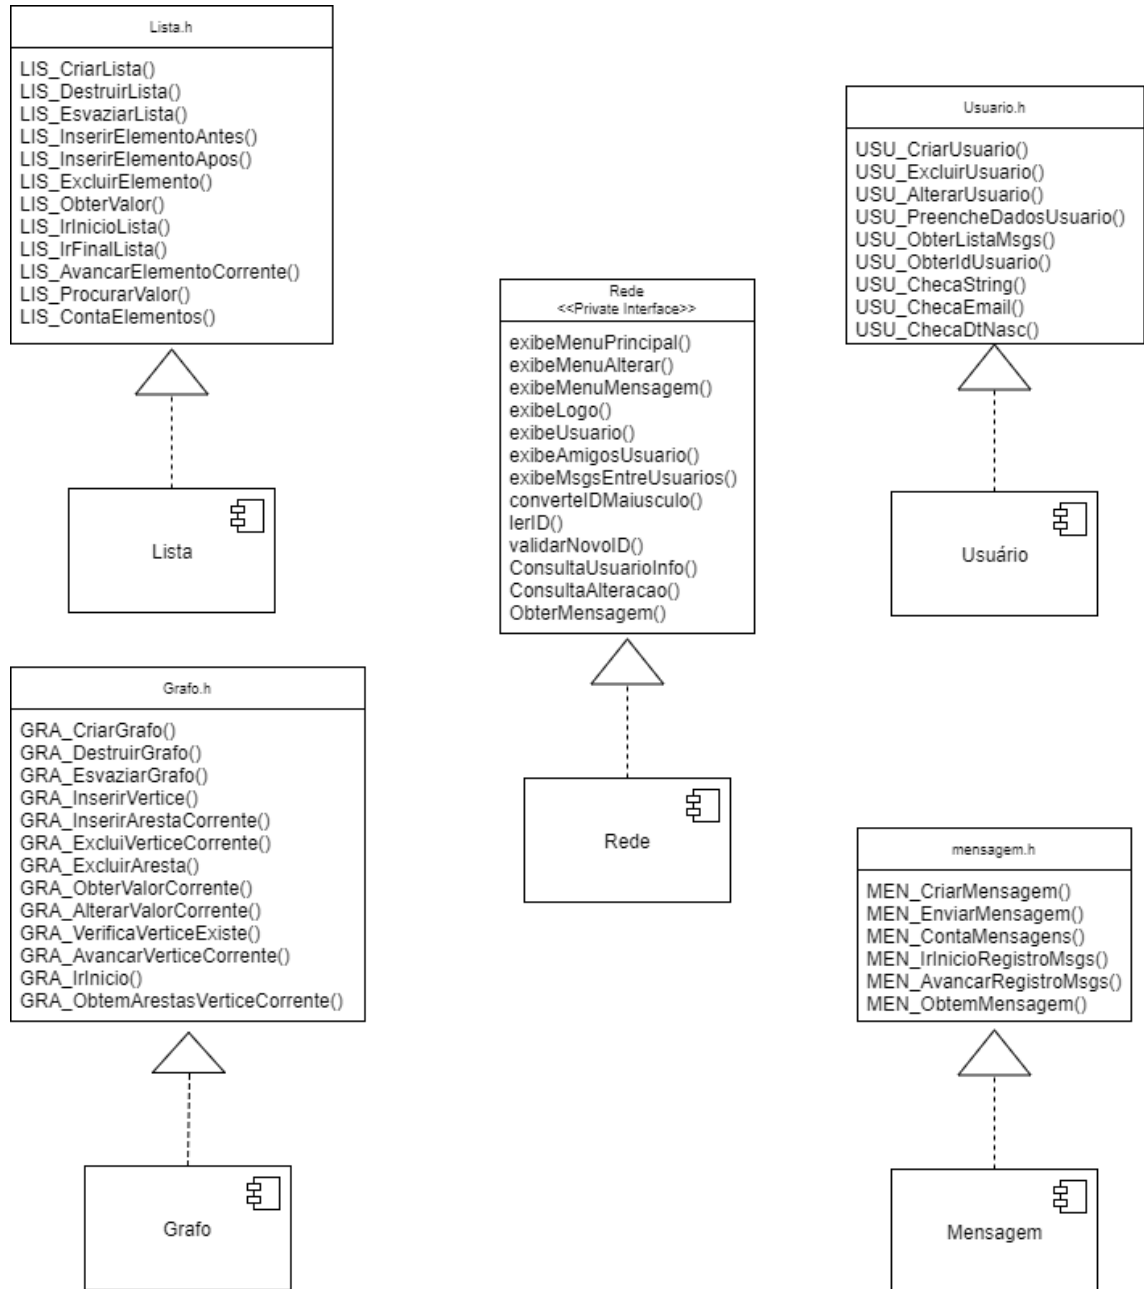 Lista.h
LIS_CriarLista()
LIS_DestruirLista()
LIS_EsvaziarLista()
LIS_InserirElementoAntes()
LIS_InserirElementoApos()
LIS_ExcluirElemento()
LIS_ObterValor()
LIS_IrInicioLista()
LIS_IrFinalLista()
LIS_AvancarElementoCorrente()
LIS_ProcurarValor()
LIS_ContaElementos()
Lista
Usuario.h
USU_CriarUsuario()
USU_ExcluirUsuario()
USU_AlterarUsuario()
USU_PreencheDadosUsuario()
USU_ObterListaMsgs()
USU_ObterIdUsuario()
USU_ChecaString()
USU_ChecaEmail()
USU_ChecaDtNasc()
Usuário
Rede
<<Private Interface>>
exibeMenuPrincipal()
exibeMenuAlterar()
exibeMenuMensagem()
exibeLogo()
exibeUsuario()
exibeAmigosUsuario()
exibeMsgsEntreUsuarios()
converteIDMaiusculo()
lerID()
validarNovoID()
ConsultaUsuarioInfo()
ConsultaAlteracao()
ObterMensagem()
Rede
Grafo.h
GRA_CriarGrafo()
GRA_DestruirGrafo()
GRA_EsvaziarGrafo()
GRA_InserirVertice()
GRA_InserirArestaCorrente()
GRA_ExcluiVerticeCorrente()
GRA_ExcluirAresta()
GRA_ObterValorCorrente()
GRA_AlterarValorCorrente()
GRA_VerificaVerticeExiste()
GRA_AvancarVerticeCorrente()
GRA_IrInicio()
GRA_ObtemArestasVerticeCorrente()
Grafo
mensagem.h
MEN_CriarMensagem()
MEN_EnviarMensagem()
MEN_ContaMensagens()
MEN_IrInicioRegistroMsgs()
MEN_AvancarRegistroMsgs()
MEN_ObtemMensagem()
Mensagem